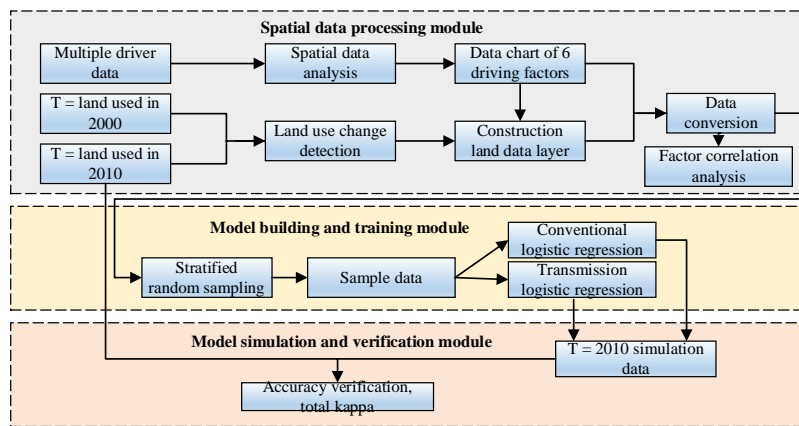 Spatial data processing module
Multiple driver
data
Spatial data
analysis
Data chart of 6
driving factors
T = land used in
2000
T = land used in
2010
Land use change
detection
Construction
land data layer
Data
conversion
Factor correlation
analysis
Model building and training module
Stratified
random sampling
Sample data
Conventional
logistic regression
Transmission
logistic regression
Model simulation and verification module
T = 2010 simulation
data
Accuracy verification,
total kappa